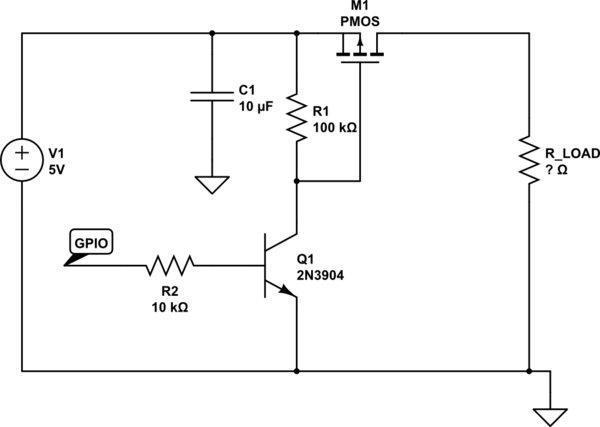 M1
PMOS
C1
10 µF
R1
100 kΩ
V1
5V
R_LOAD
? Ω
GPIO
Q1
2N3904
R2
10 kΩ